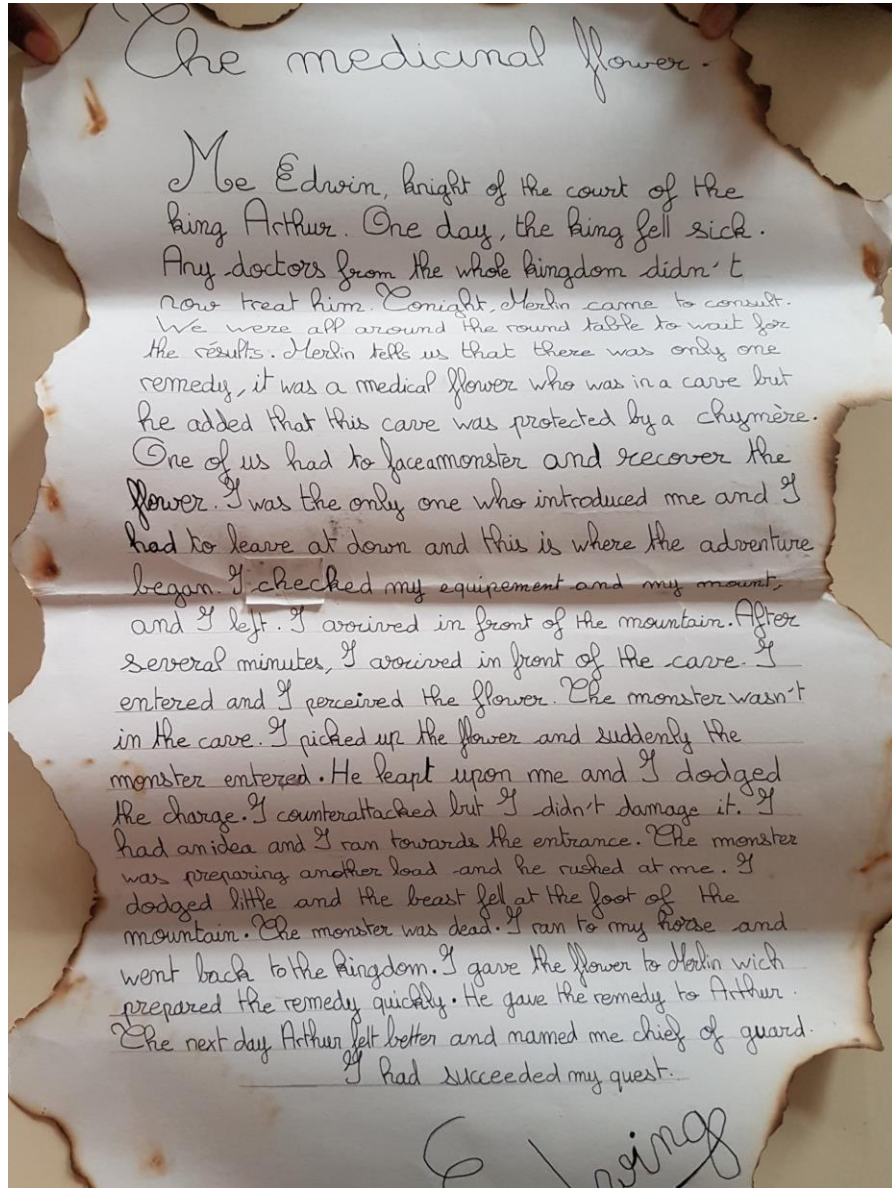 The medicinal flower.
Me Edwin, knight of the court of the
king Arthur. One day, the king fell sick.
Any doctors from the whole kingdom didn't
now treat him. Tonight, Merlin came to consult.
We were all around the round table to wait for
the résults. Merlin tells us that there was only one
remedy, it was a medical flower who was in a cave but
he added that this cave was protected by a chymère.
One of us had to face a monster and recover the
flower. I was the only one who introduced me and I
had to leave at down and this is where the adventure
began. I checked my equipement and my mount,
and I left. I arrived in front of the mountain. After
several minutes, I arrived in front of the cave. I
entered and I perceived the flower. The monster wasn't
in the cave. I picked up the flower and suddenly the
monster entered. He leapt upon me and I dodged
the charge. I counterattacked but I didn't damage it. I
had an idea and I ran towards the entrance. The monster
was preparing another load and he rushed at me. I
dodged little and the beast fell at the foot of the
mountain. The monster was dead. I ran to my horse and
went back to the kingdom. I gave the flower to Merlin wich
prepared the remedy quickly. He gave the remedy to Arthur.
The next day Arthur felt better and named me chief of guard.
I had succeeded my quest.